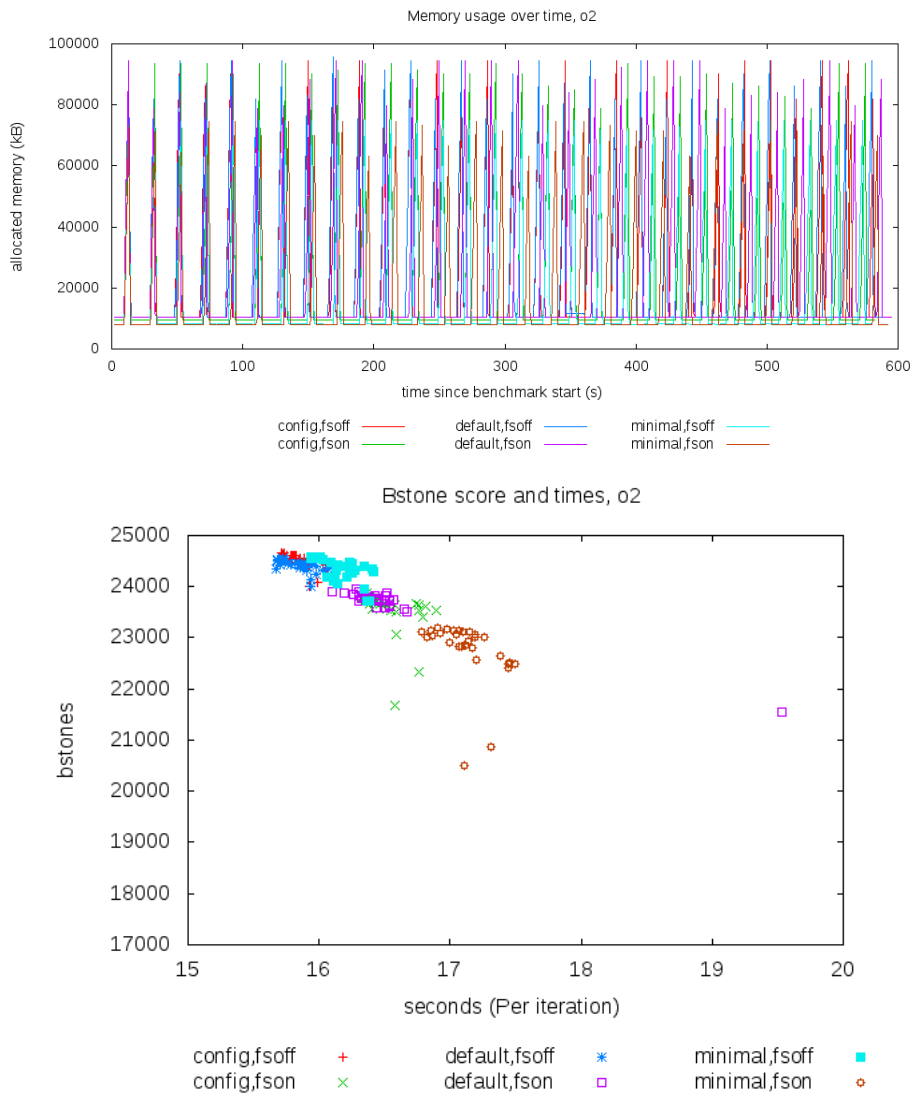 Memory usage over time, o2
100000
80000
60000
40000
20000
0
allocated memory (kB)
0 100 200 300 400 500 600
time since benchmark start (s)
config,fsoff default,fsoff minimal,fsoff
config,fson default,fson minimal,fson
Bstone score and times, o2
25000
24000
23000
22000
21000
20000
19000
18000
17000
bstones
15 16 17 18 19 20
seconds (Per iteration)
config,fsoff default,fsoff minimal,fsoff
config,fson default,fson minimal,fson